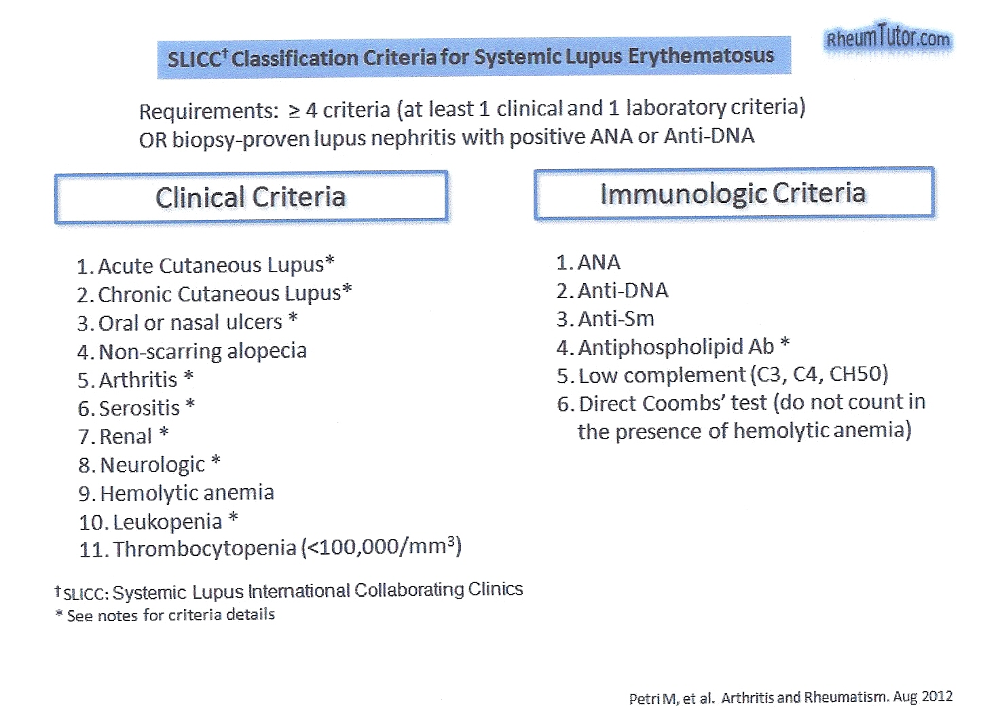 RheumTutor.com
SLICC† Classification Criteria for Systemic Lupus Erythematosus
Requirements: ≥ 4 criteria (at least 1 clinical and 1 laboratory criteria)
OR biopsy-proven lupus nephritis with positive ANA or Anti-DNA
Clinical Criteria
1. Acute Cutaneous Lupus*
2. Chronic Cutaneous Lupus*
3. Oral or nasal ulcers *
4. Non-scarring alopecia
5. Arthritis *
6. Serositis *
7. Renal *
8. Neurologic *
9. Hemolytic anemia
10. Leukopenia *
11. Thrombocytopenia (<100,000/mm³)
Immunologic Criteria
1. ANA
2. Anti-DNA
3. Anti-Sm
4. Antiphospholipid Ab *
5. Low complement (C3, C4, CH50)
6. Direct Coombs’ test (do not count in
the presence of hemolytic anemia)
†SLICC: Systemic Lupus International Collaborating Clinics
* See notes for criteria details
Petri M, et al. Arthritis and Rheumatism. Aug 2012